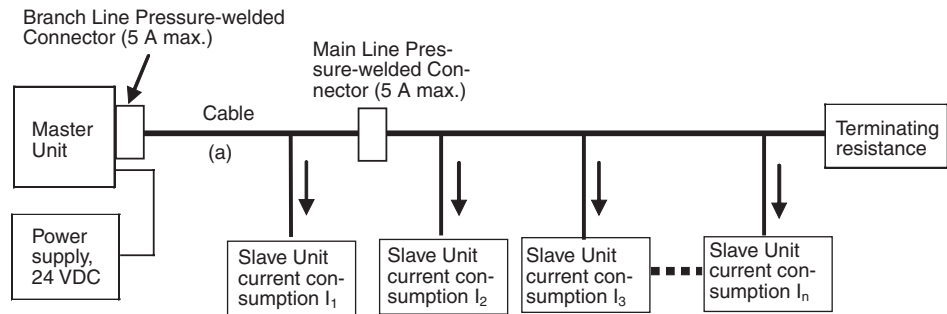 Branch Line Pressure-welded
Connector (5 A max.)
Main Line Pres-
sure-welded Con-
nector (5 A max.)
Master
Unit
Cable
(a)
Terminating
resistance
Power
supply,
24 VDC
Slave Unit
current con-
sumption I₁
Slave Unit
current con-
sumption I₂
Slave Unit
current con-
sumption I₃
Slave Unit
current con-
sumption Iₙ